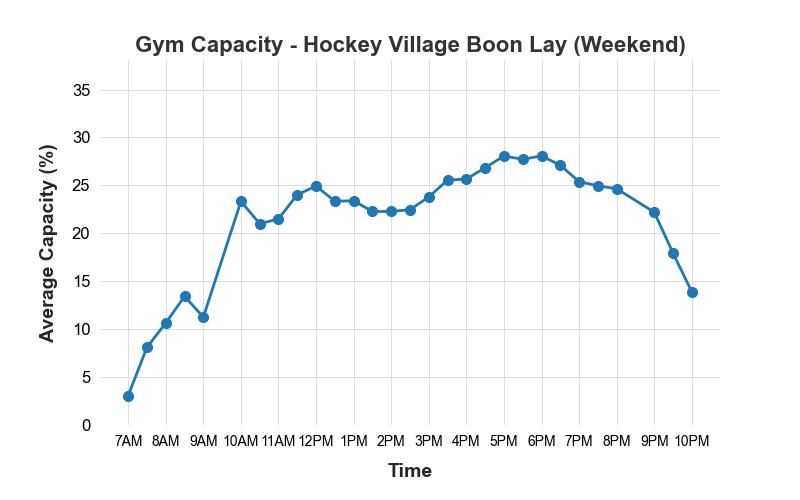 Gym Capacity - Hockey Village Boon Lay (Weekend)
Average Capacity (%)
35
30
25
20
15
10
5
0
7AM 8AM 9AM 10AM 11AM 12PM 1PM 2PM 3PM 4PM 5PM 6PM 7PM 8PM 9PM 10PM
Time